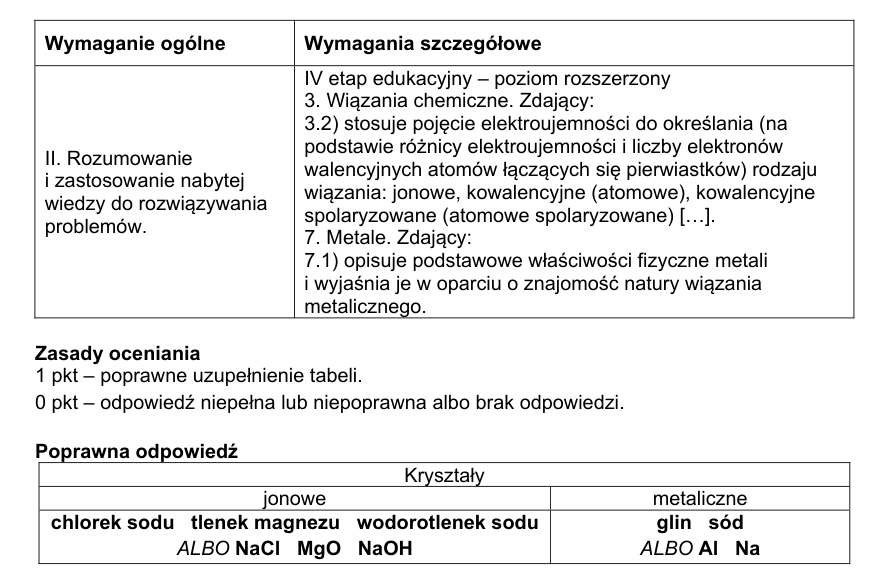 Wymaganie ogólne
Wymagania szczegółowe
II. Rozumowanie
i zastosowanie nabytej
wiedzy do rozwiązywania
problemów.
IV etap edukacyjny – poziom rozszerzony
3. Wiązania chemiczne. Zdający:
3.2) stosuje pojęcie elektroujemności do określania (na
podstawie różnicy elektroujemności i liczby elektronów
walencyjnych atomów łączących się pierwiastków) rodzaju
wiązania: jonowe, kowalencyjne (atomowe), kowalencyjne
spolaryzowane (atomowe spolaryzowane) […].
7. Metale. Zdający:
7.1) opisuje podstawowe właściwości fizyczne metali
i wyjaśnia je w oparciu o znajomość natury wiązania
metalicznego.
Zasady oceniania
1 pkt – poprawne uzupełnienie tabeli.
0 pkt – odpowiedź niepełna lub niepoprawna albo brak odpowiedzi.
Poprawna odpowiedź
Kryształy
jonowe
metaliczne
chlorek sodu tlenek magnezu wodorotlenek sodu
ALBO NaCl MgO NaOH
glin sód
ALBO Al Na